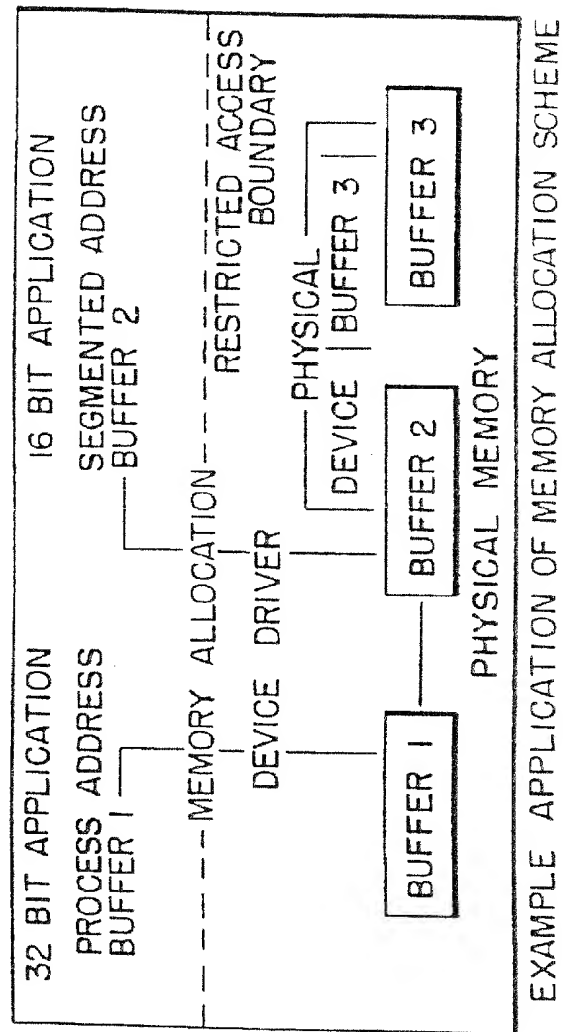 32 BIT APPLICATION
16 BIT APPLICATION
PROCESS ADDRESS
BUFFER 1
SEGMENTED ADDRESS
BUFFER 2
MEMORY ALLOCATION
RESTRICTED ACCESS
BOUNDARY
DEVICE DRIVER
PHYSICAL
DEVICE
BUFFER 3
BUFFER 1
BUFFER 2
BUFFER 3
PHYSICAL MEMORY
EXAMPLE APPLICATION OF MEMORY ALLOCATION SCHEME